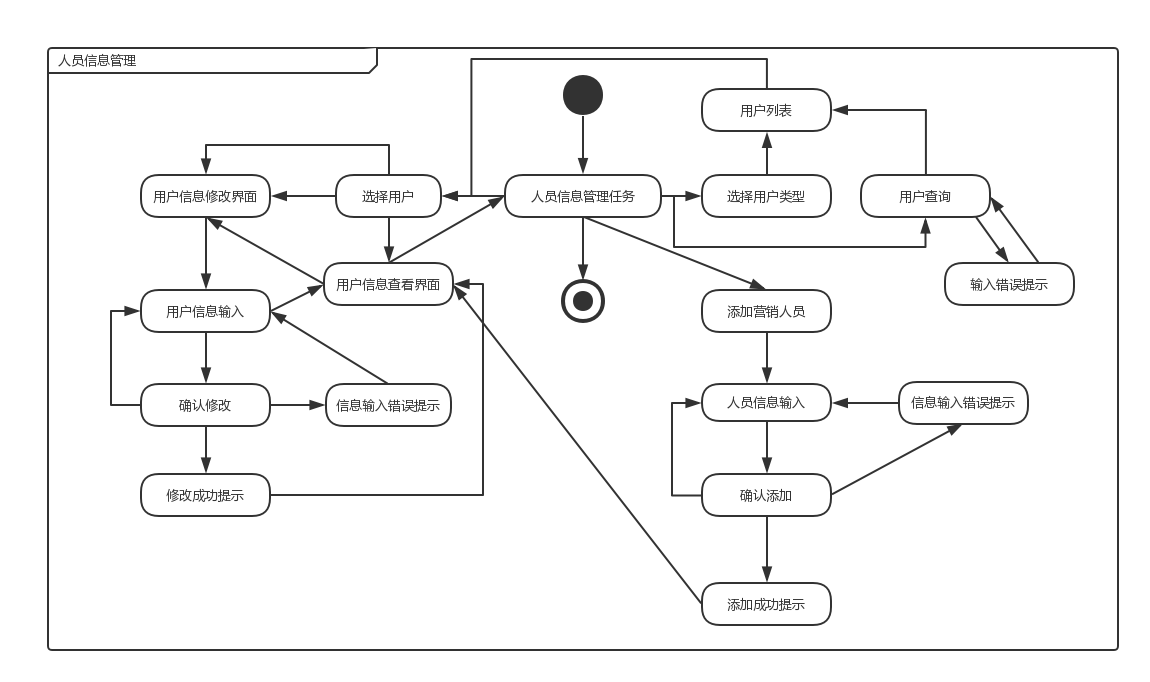 人员信息管理
用户列表
用户信息修改界面
选择用户
人员信息管理任务
选择用户类型
用户查询
用户信息查看界面
输入错误提示
用户信息输入
添加营销人员
确认修改
信息输入错误提示
人员信息输入
信息输入错误提示
修改成功提示
确认添加
添加成功提示